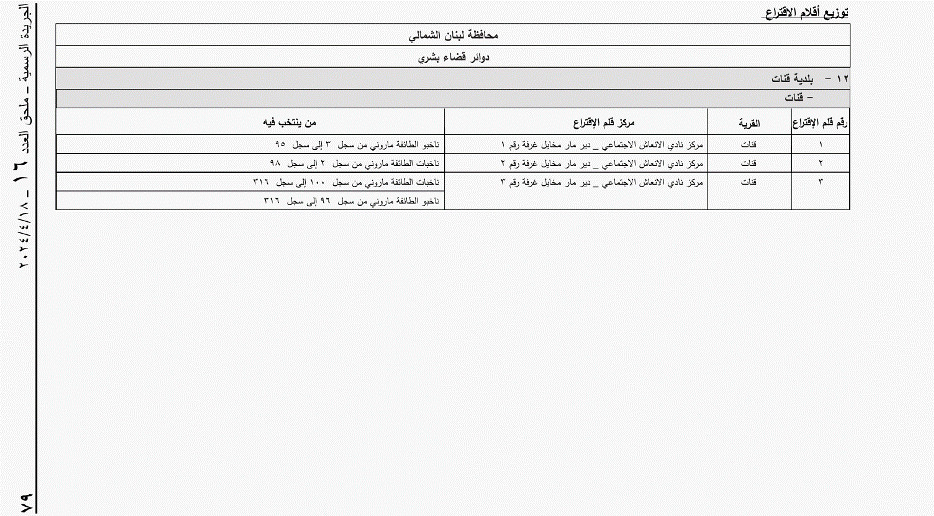 توزيع أقلام الاقتراع
محافظة لبنان الشمالي
دوائر قضاء بشري
١٢ - بلدية قنات
- قنات
رقم قلم الإقتراع القرية مركز قلم الإقتراع من ينتخب فيه
١ قنات مركز نادي الانعاش الاجتماعي _ دير مار مخايل غرفة رقم ١ ناخبو الطائفة ماروني من سجل ٣ إلى سجل ٩٥
٢ قنات مركز نادي الانعاش الاجتماعي _ دير مار مخايل غرفة رقم ٢ ناخبات الطائفة ماروني من سجل ٢ إلى سجل ٩٨
٣ قنات مركز نادي الانعاش الاجتماعي _ دير مار مخايل غرفة رقم ٣ ناخبات الطائفة ماروني من سجل ١٠٠ إلى سجل ٣١٦
ناخبو الطائفة ماروني من سجل ٩٦ إلى سجل ٣١٦
الجريدة الرسمية – ملحق العدد ١٦ – ٢٠٢٤/٤/١٨
٧٩